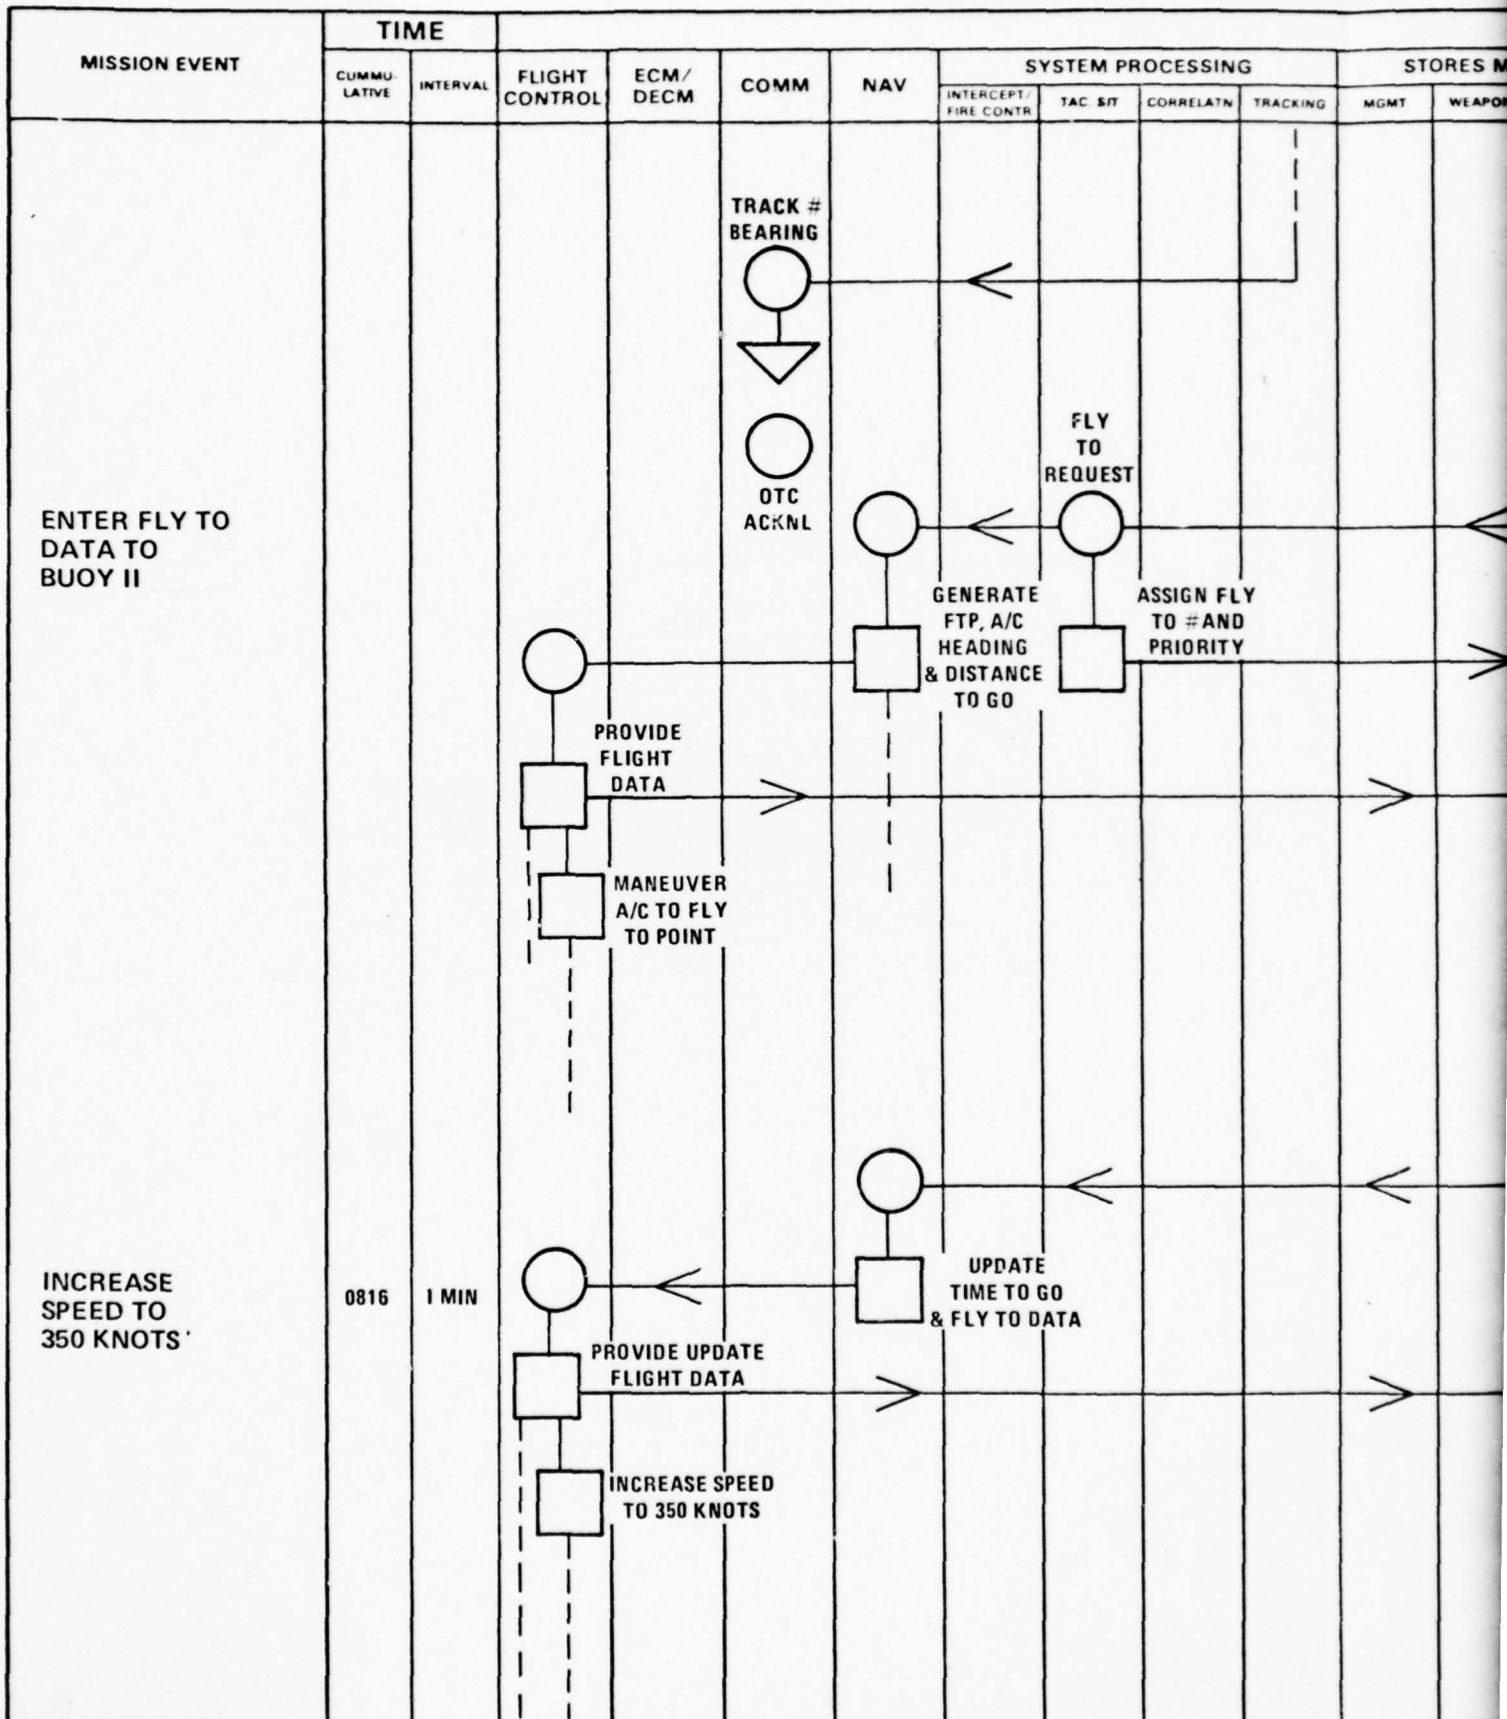 TIME
MISSION EVENT
CUMMU-
LATIVE
INTERVAL
FLIGHT
CONTROL
ECM/
DECM
COMM
NAV
SYSTEM PROCESSING
INTERCEPT/
FIRE CONTR
TAC SIT
CORRELATN
TRACKING
STORES M
MGMT
WEAPO
TRACK #
BEARING
OTC
ACKNL
FLY
TO
REQUEST
ENTER FLY TO
DATA TO
BUOY II
GENERATE
FTP, A/C
HEADING
& DISTANCE
TO GO
ASSIGN FLY
TO # AND
PRIORITY
PROVIDE
FLIGHT
DATA
MANEUVER
A/C TO FLY
TO POINT
INCREASE
SPEED TO
350 KNOTS
0816
1 MIN
UPDATE
TIME TO GO
& FLY TO DATA
PROVIDE UPDATE
FLIGHT DATA
INCREASE SPEED
TO 350 KNOTS